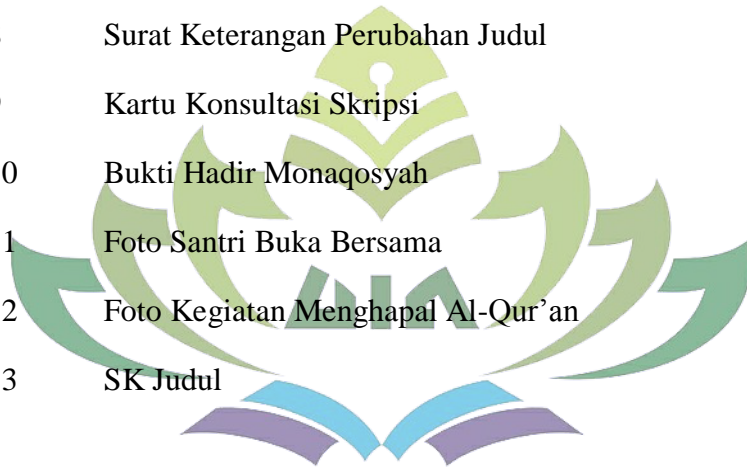 Surat Keterangan Perubahan Judul
Kartu Konsultasi Skripsi
0 Bukti Hadir Monaqosyah
1 Foto Santri Buka Bersama
2 Foto Kegiatan Menghapal Al-Qur’an
3 SK Judul